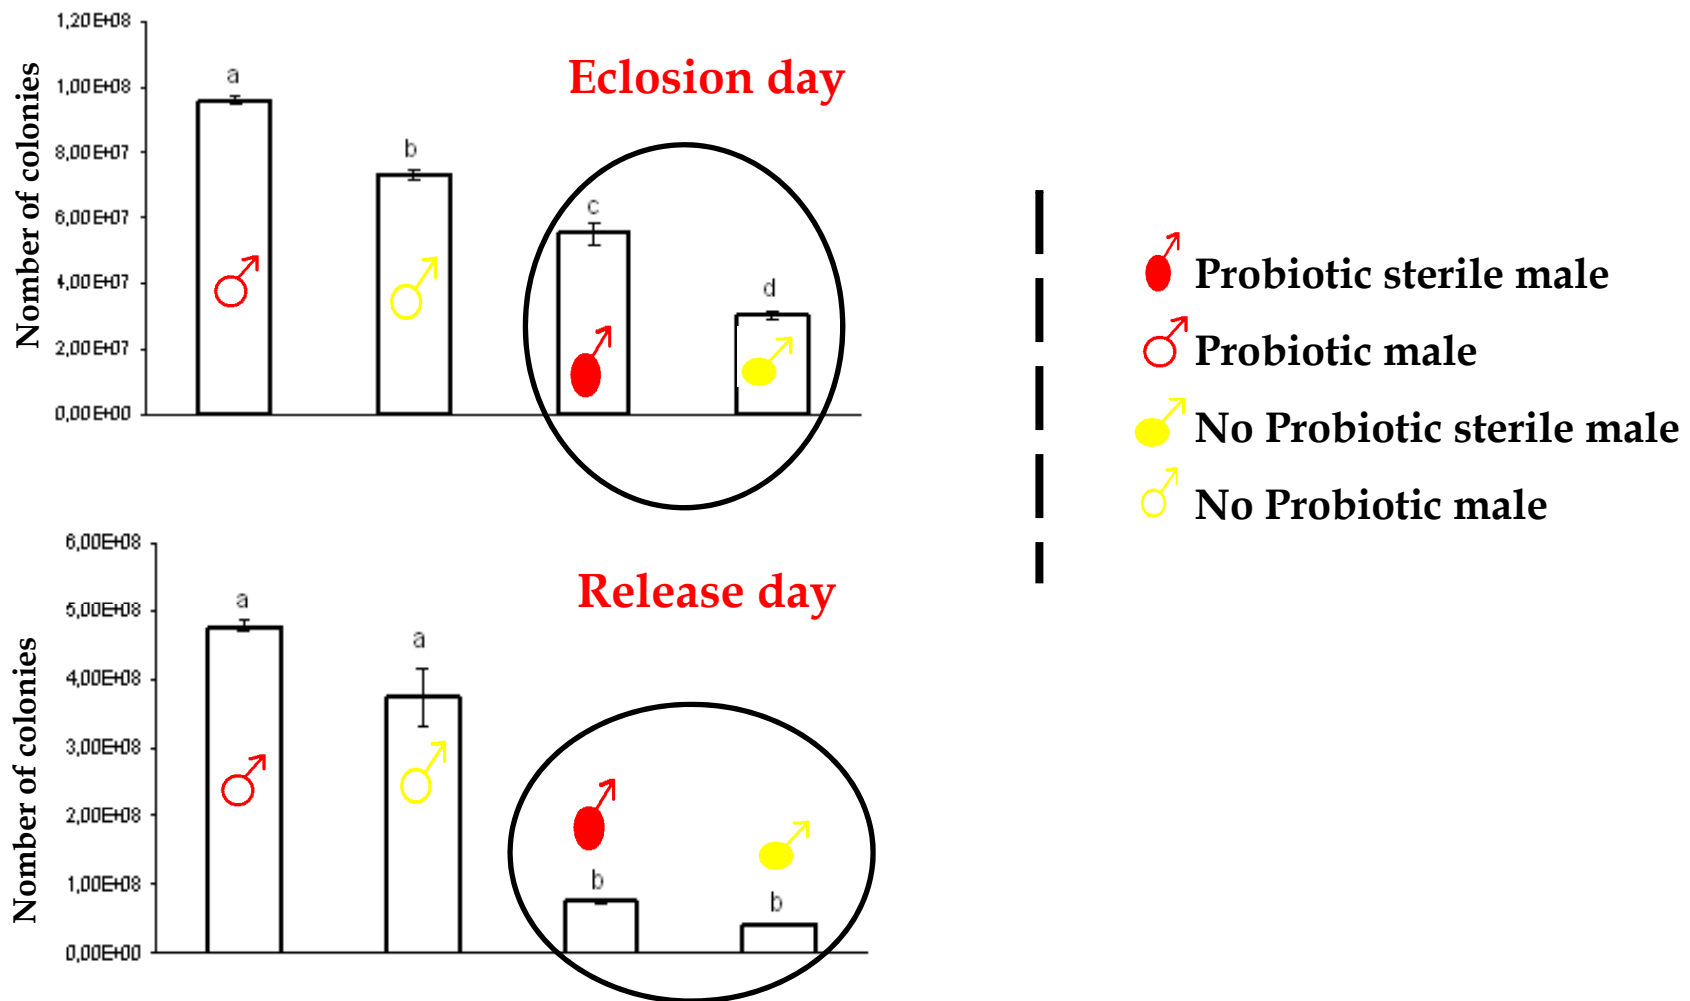 Eclosion day
Nomber of colonies
1,20E+08
1,00E+08
8,00E+07
6,00E+07
4,00E+07
2,00E+07
0,00E+00
a
b
c
d
Probiotic sterile male
Probiotic male
No Probiotic sterile male
No Probiotic male
Release day
Nomber of colonies
6,00E+08
5,00E+08
4,00E+08
3,00E+08
2,00E+08
1,00E+08
0,00E+00
a
a
b
b